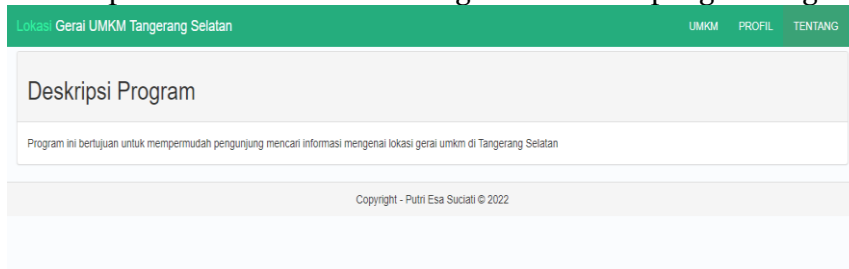 Lokasi Gerai UMKM Tangerang Selatan UMKM PROFIL TENTANG
Deskripsi Program
Program ini bertujuan untuk mempermudah pengunjung mencari informasi mengenai lokasi gerai umkm di Tangerang Selatan
Copyright - Putri Esa Suciati © 2022